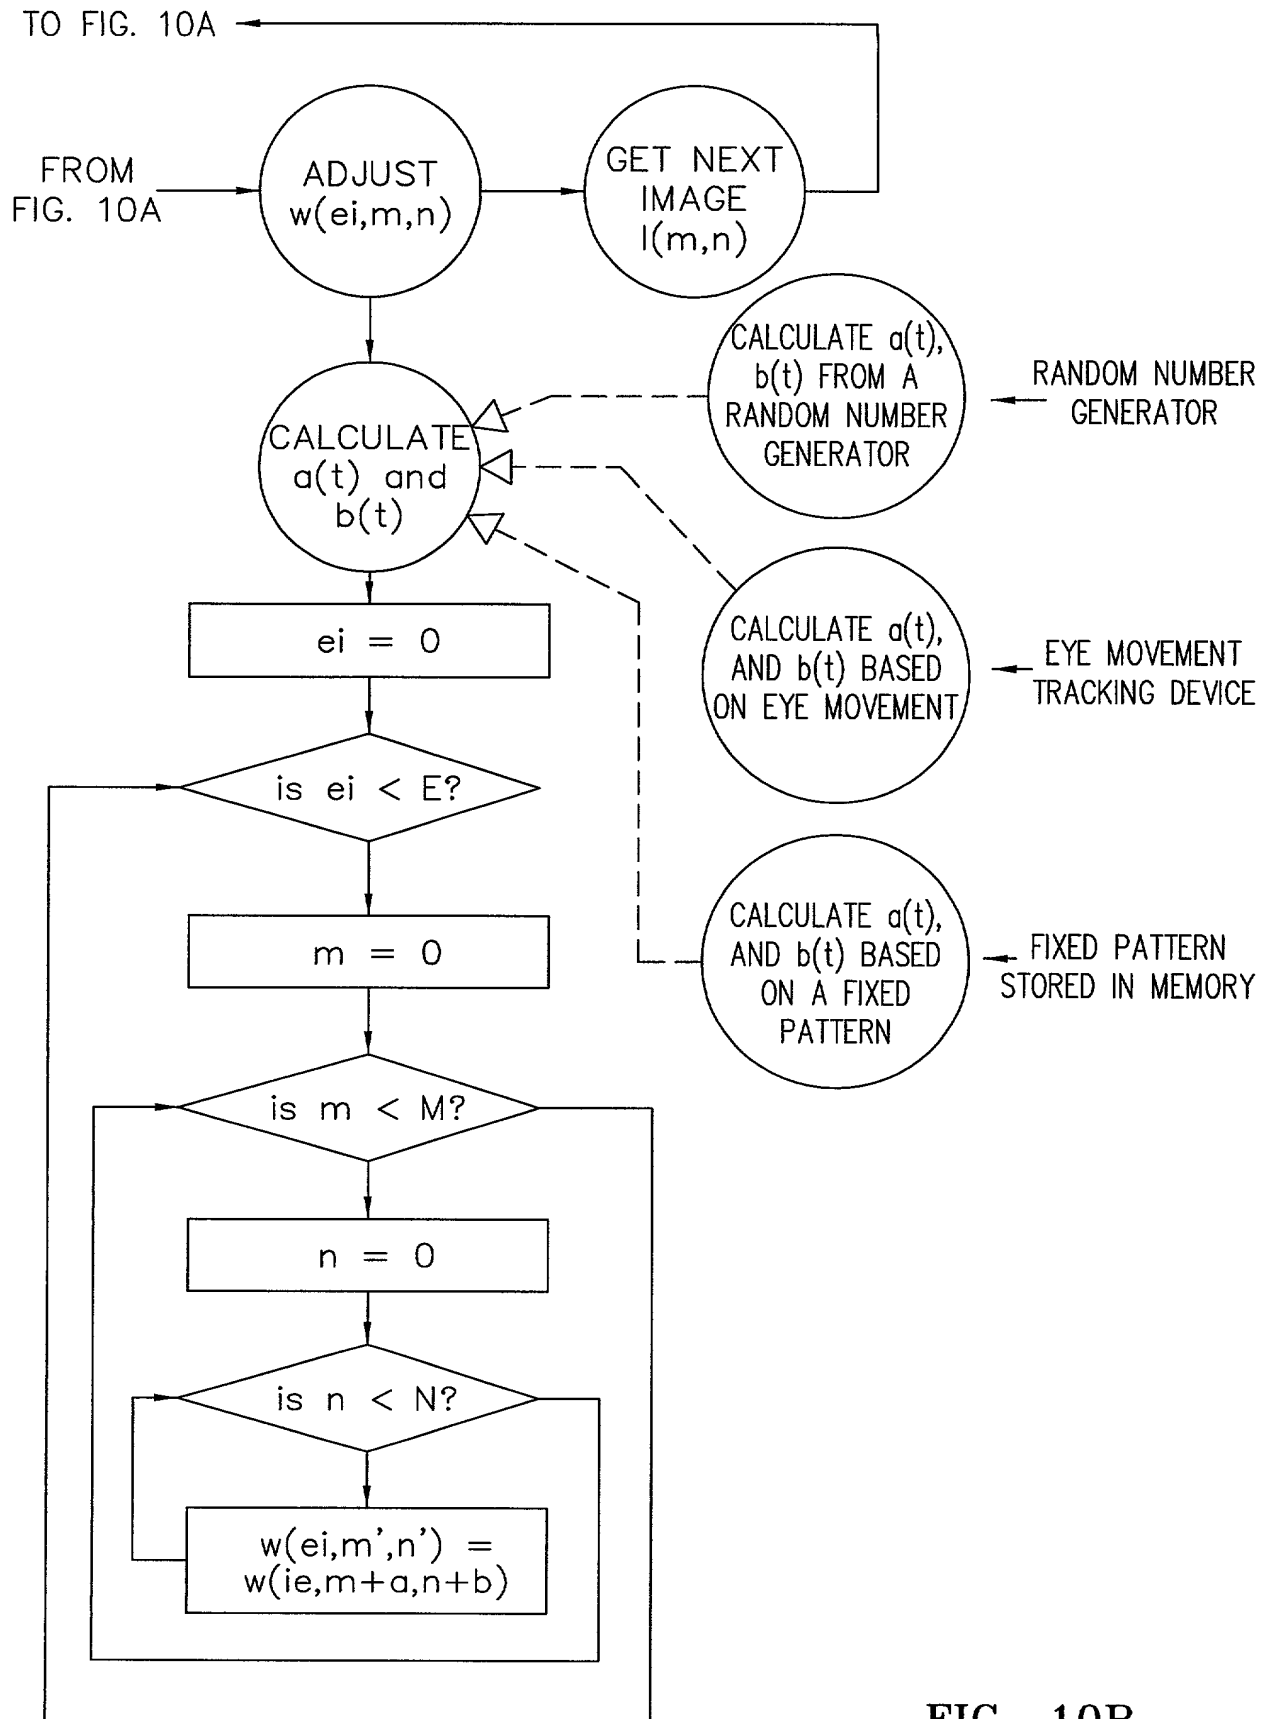 TO FIG. 10A
FROM
FIG. 10A
ADJUST
w(ei,m,n)
GET NEXT
IMAGE
I(m,n)
CALCULATE a(t),
b(t) FROM A
RANDOM NUMBER
GENERATOR
RANDOM NUMBER
GENERATOR
CALCULATE
a(t) and
b(t)
ei = 0
CALCULATE a(t),
AND b(t) BASED
ON EYE MOVEMENT
EYE MOVEMENT
TRACKING DEVICE
is ei < E?
m = 0
CALCULATE a(t),
AND b(t) BASED
ON A FIXED
PATTERN
FIXED PATTERN
STORED IN MEMORY
is m < M?
n = 0
is n < N?
w(ei,m',n') =
w(ie,m+a,n+b)
FIG. 10B